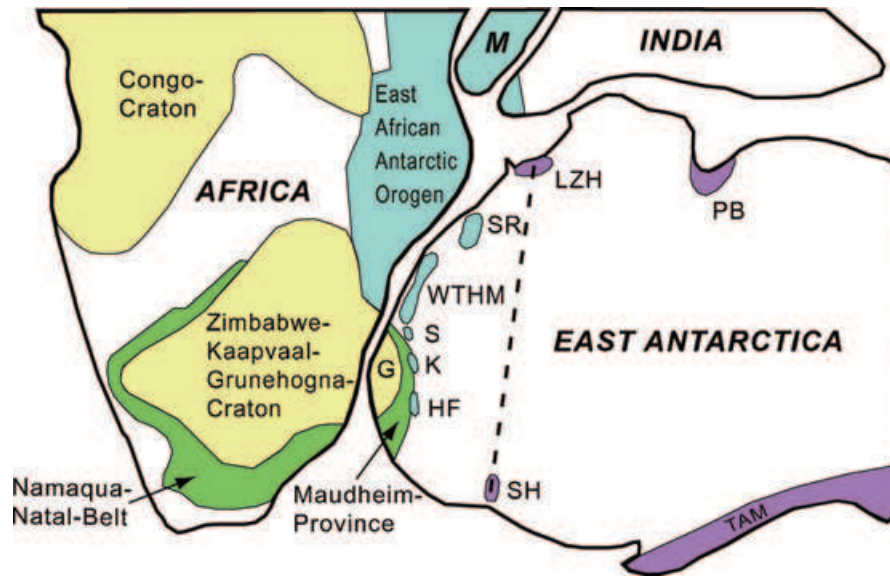 Congo-
Craton
East
African
Antarctic
Orogen
M
INDIA
AFRICA
LZH
PB
SR
WTHM
S
K
G
HF
EAST ANTARCTICA
Zimbabwe-
Kaapvaal-
Grunehogna-
Craton
Namaqua-
Natal-Belt
Maudheim-
Province
SH
TAM